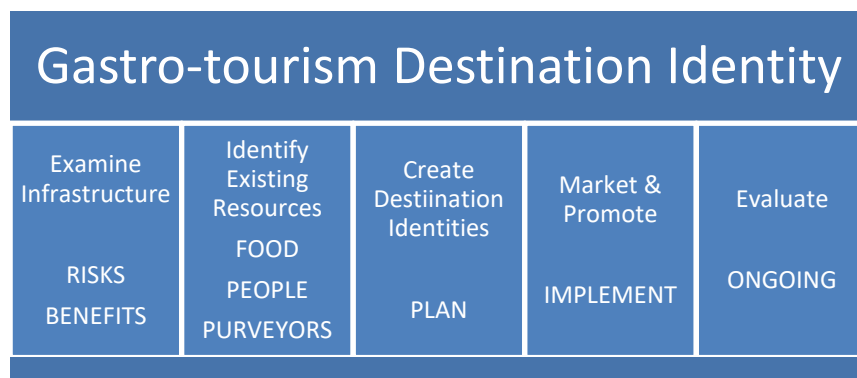 Gastro-tourism Destination Identity
Examine
Infrastructure
RISKS
BENEFITS
Identify
Existing
Resources
FOOD
PEOPLE
PURVEYORS
Create
Destiination
Identities
PLAN
Market &
Promote
IMPLEMENT
Evaluate
ONGOING